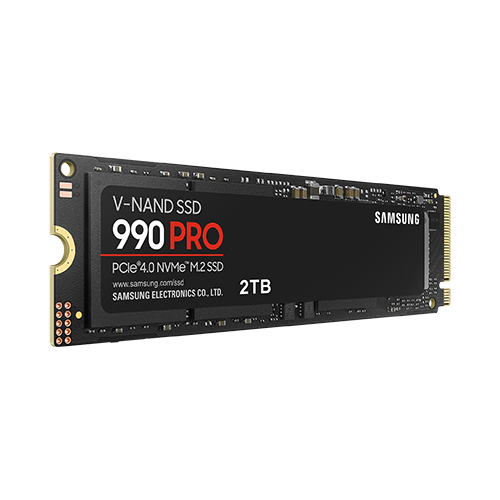 V-NAND SSD
990 PRO
PCIe®4.0 NVMe™ M.2 SSD
www.samsung.com/ssd
SAMSUNG ELECTRONICS CO., LTD.
2TB
SAMSUNG